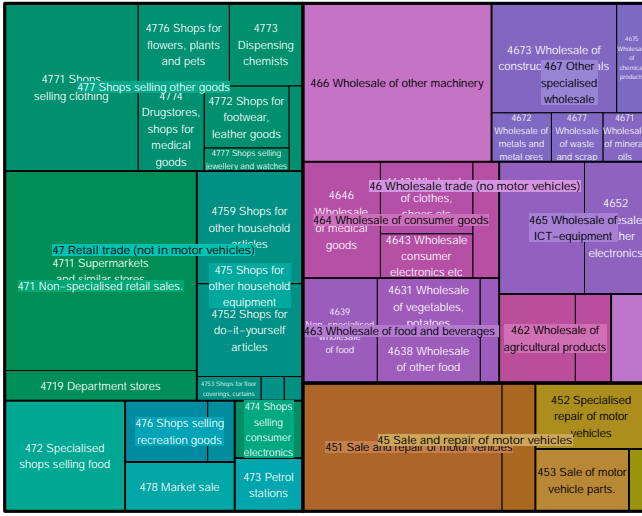 4771 Shops
selling clothing
4776 Shops for
flowers, plants
and pets
4773
Dispensing
chemists
477 Shops selling other goods
4774
Drugstores,
shops for
medical
goods
4772 Shops for
footwear,
leather goods
4777 Shops selling
jewellery and watches
47 Retail trade (not in motor vehicles)
4711 Supermarkets
and similar stores
471 Non-specialised retail sales.
4719 Department stores
4759 Shops for
other household
articles
475 Shops for
other household
equipment
4752 Shops for
do-it-yourself
articles
4753 Shops for floor
coverings, curtains
472 Specialised
shops selling food
476 Shops selling
recreation goods
478 Market sale
474 Shops
selling
consumer
electronics
473 Petrol
stations
466 Wholesale of other machinery
4673 Wholesale of
467 Other
specialised
wholesale
4675
of
4672
Wholesale of
metals and
metal ores
4677
Wholesale of
waste
and scrap
4671
of
oils
46 Wholesale trade (no motor vehicles)
4646
Wholesale
of medical
goods
of clothes,
464 Wholesale of consumer goods
4643 Wholesale
consumer
electronics etc
465 Wholesale of
ICT-equipment
4652
electronics
4639
4631 Wholesale
of vegetables,
potatoes
463 Wholesale of food and beverages
of food
4638 Wholesale
of other food
462 Wholesale of
agricultural products
45 Sale and repair of motor vehicles
451 Sale and repair of motor vehicles
452 Specialised
repair of motor
vehicles
453 Sale of motor
vehicle parts.